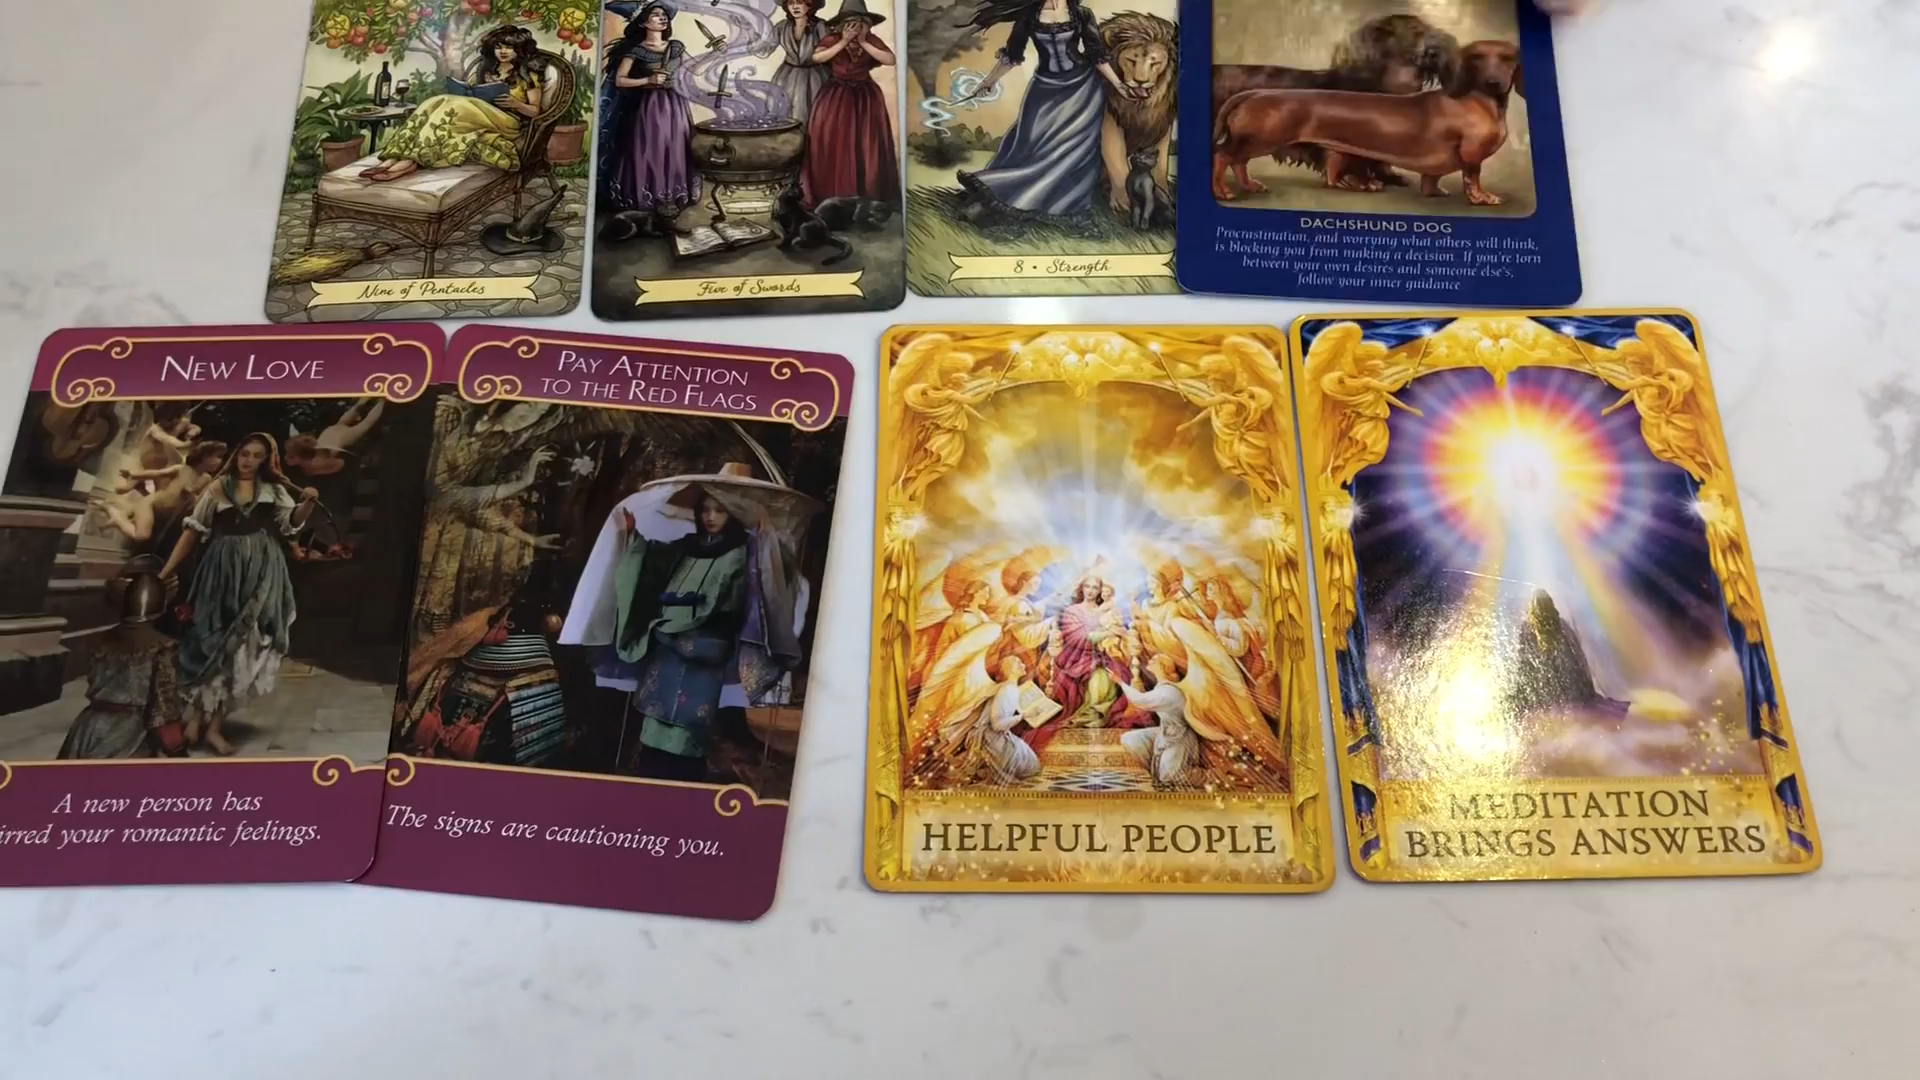 Nine of Pentacles
Five of Swords
8 • Strength
DACHSHUND DOG
Procrastination, and worrying what others will think,
is blocking you from making a decision. If you're torn
between your own desires and someone else's,
follow your inner guidance
NEW LOVE
A new person has
your romantic feelings.
PAY ATTENTION
TO THE RED FLAGS
The signs are cautioning you.
HELPFUL PEOPLE
MEDITATION
BRINGS ANSWERS